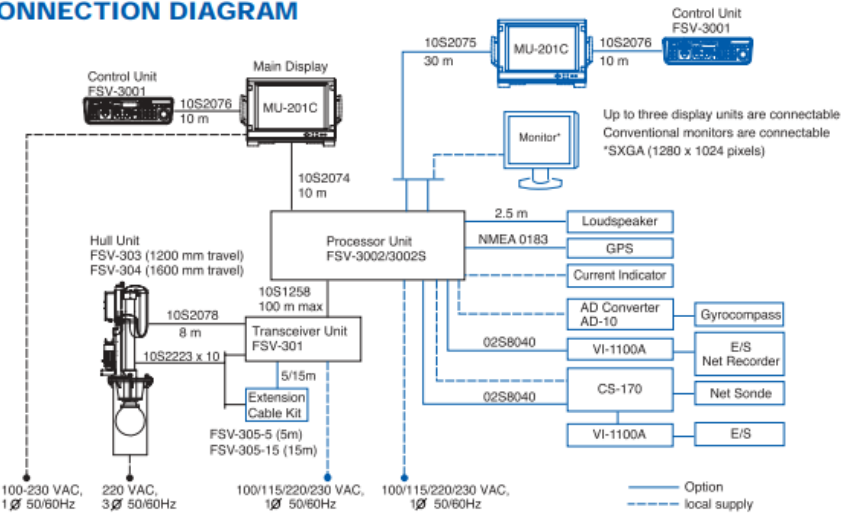 ONNECTION DIAGRAM
Control Unit
FSV-3001
10S2075
30 m
MU-201C
10S2076
10 m
Main Display
Control Unit
FSV-3001
10S2076
10 m
MU-201C
Monitor*
Up to three display units are connectable
Conventional monitors are connectable
*SXGA (1280 x 1024 pixels)
10S2074
10 m
Processor Unit
FSV-3002/3002S
2.5 m
Loudspeaker
NMEA 0183
GPS
Current Indicator
Hull Unit
FSV-303 (1200 mm travel)
FSV-304 (1600 mm travel)
10S1258
100 m max
AD Converter
AD-10
Gyrocompass
10S2078
8 m
Transceiver Unit
FSV-301
02S8040
VI-1100A
E/S
Net Recorder
10S2223 x 10
5/15m
Extension
Cable Kit
CS-170
Net Sonde
02S8040
FSV-305-5 (5m)
FSV-305-15 (15m)
VI-1100A
E/S
100-230 VAC,
1Ø 50/60Hz
220 VAC,
3Ø 50/60Hz
100/115/220/230 VAC,
1Ø 50/60Hz
100/115/220/230 VAC,
1Ø 50/60Hz
Option
local supply